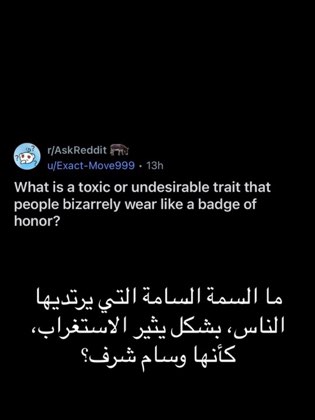 r/AskReddit
u/Exact-Move999 • 13h
What is a toxic or undesirable trait that
people bizarrely wear like a badge of
honor?
ما السمة السامة التي يرتديها
الناس، بشكل يثير الاستغراب،
كأنها وسام شرف؟